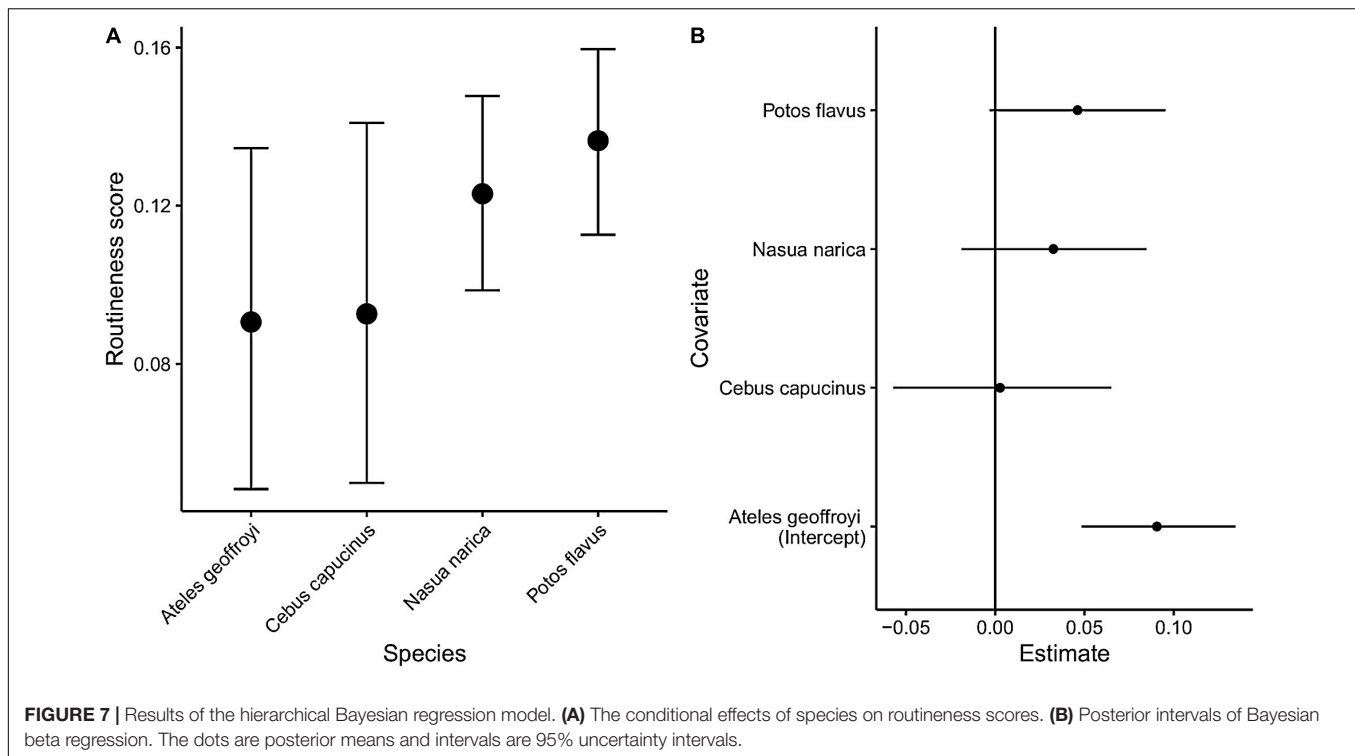 A
0.16
0.12
0.08
Routineness score
Ateles geoffroyi
Cebus capucinus
Nasua narica
Potos flavus
Species
B
Potos flavus
Nasua narica
Cebus capucinus
Ateles geoffroyi
(Intercept)
Covariate
−0.05
0.00
0.05
0.10
Estimate
FIGURE 7 | Results of the hierarchical Bayesian regression model. (A) The conditional effects of species on routineness scores. (B) Posterior intervals of Bayesian
beta regression. The dots are posterior means and intervals are 95% uncertainty intervals.